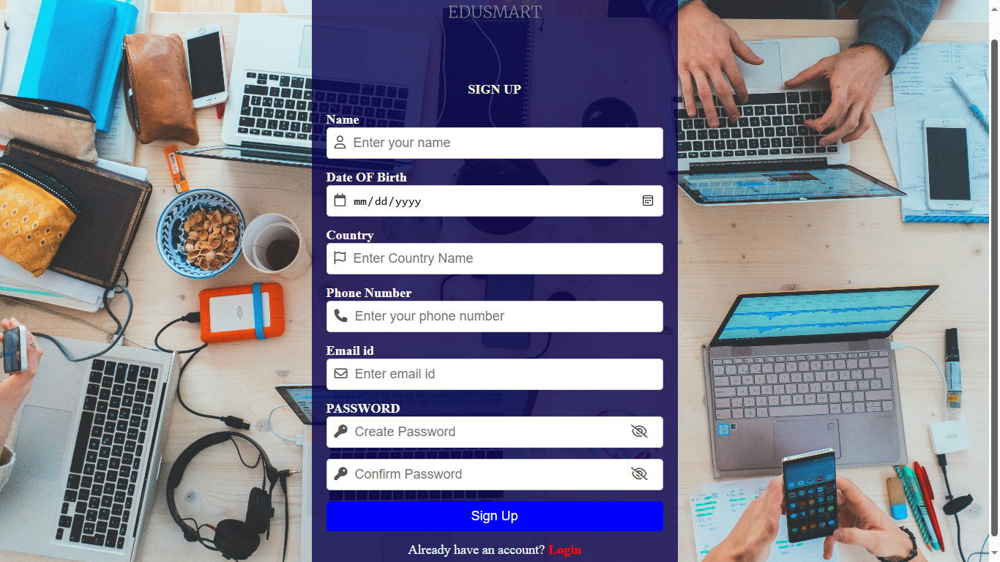 EDUSMART
SIGN UP
Name
Enter your name
Date OF Birth
mm/dd/yyyy
Country
Enter Country Name
Phone Number
Enter your phone number
Email id
Enter email id
PASSWORD
Create Password
Confirm Password
Sign Up
Already have an account? Login